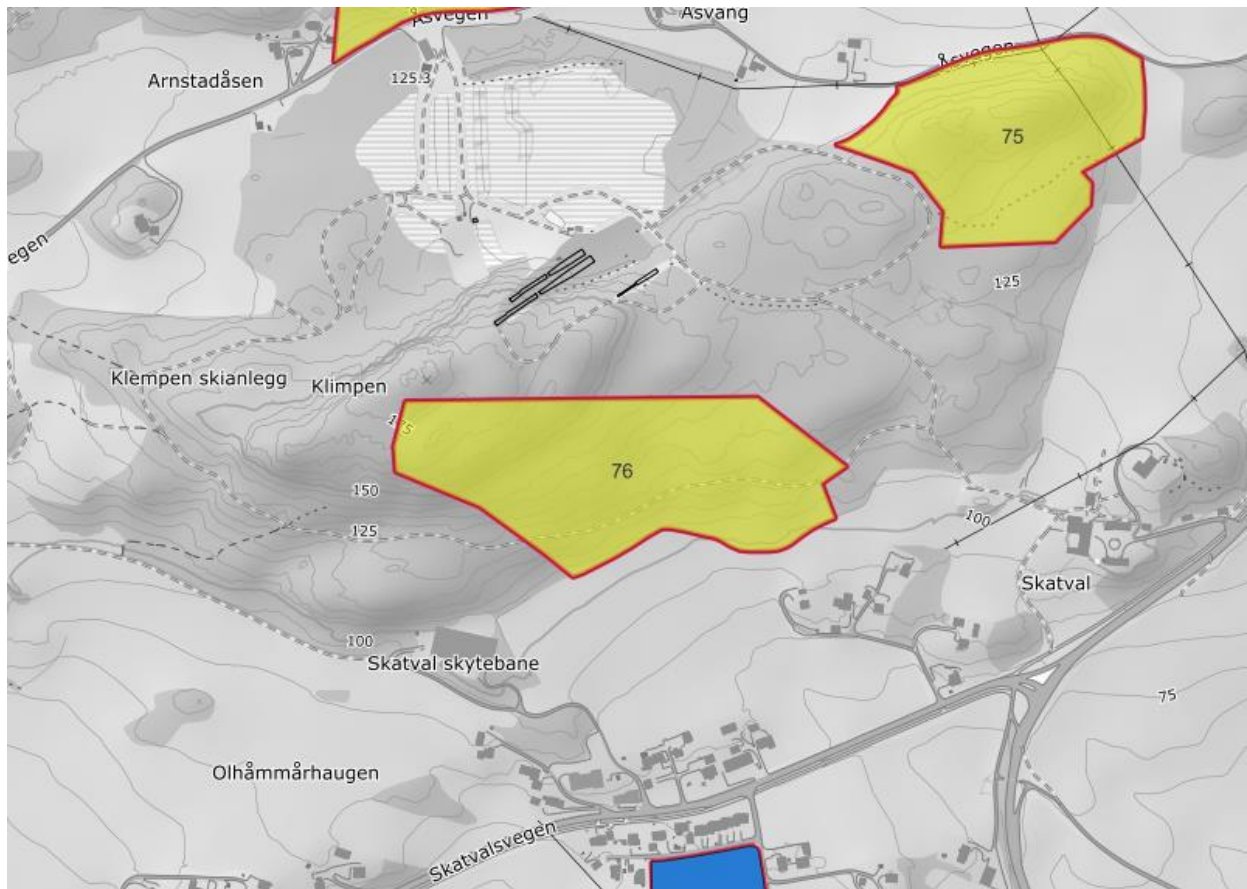 Åsvegen
Åsvang
Arnstadåsen
125.3
Åsvegen
75
egen
125
Klempen skianlegg
Klimpen
175
76
150
125
100
Skatval
100
Skatval skytebane
75
Olhåmmårhaugen
Skatvalsvegen